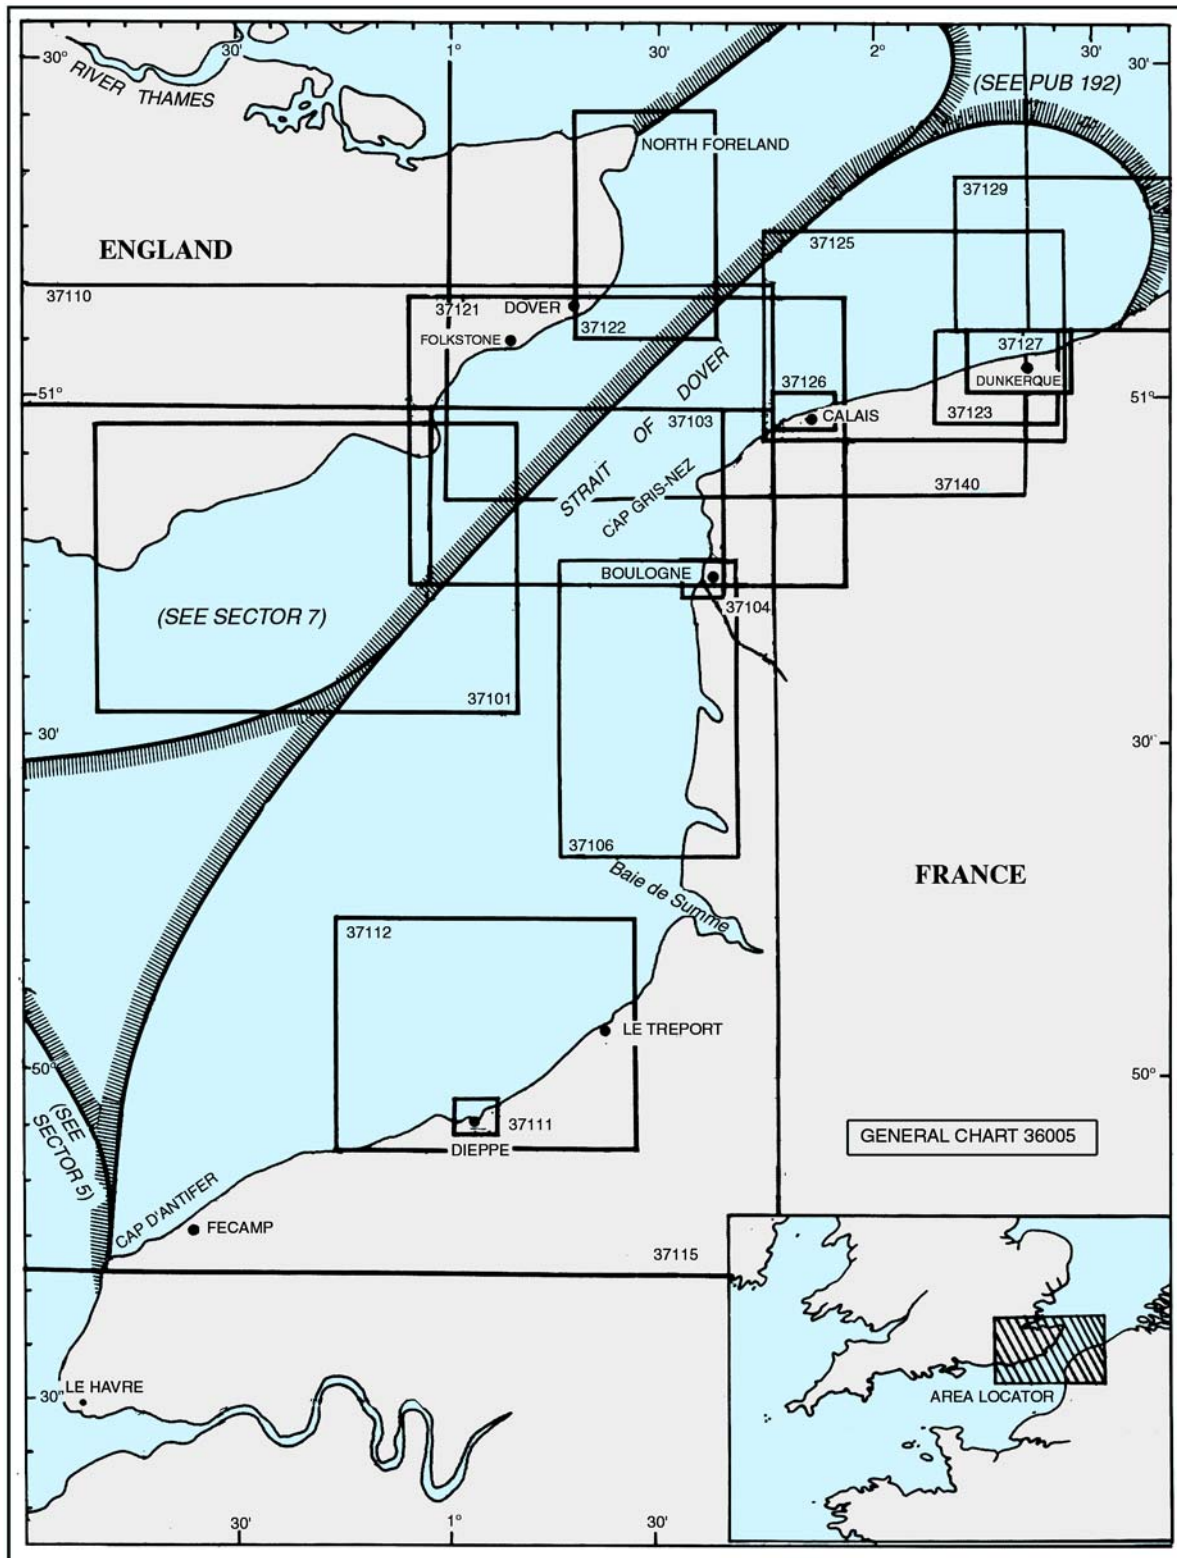 30'
1°
30'
2°
30'
30°
30'
RIVER THAMES
(SEE PUB 192)
NORTH FORELAND
37129
37125
ENGLAND
37110
37121
DOVER
37122
FOLKSTONE
37127
DUNKERQUE
37126
51°
51°
37103
CALAIS
37123
STRAIT OF DOVER
CAP GRIS-NEZ
37140
BOULOGNE
37104
(SEE SECTOR 7)
37101
30'
30'
37106
Baie de Summe
FRANCE
37112
LE TREPORT
50°
50°
37111
DIEPPE
GENERAL CHART 36005
(SEE
SECTOR 5)
CAP D'ANTIFER
FECAMP
37115
LE HAVRE
30"
AREA LOCATOR
30'
1°
30'